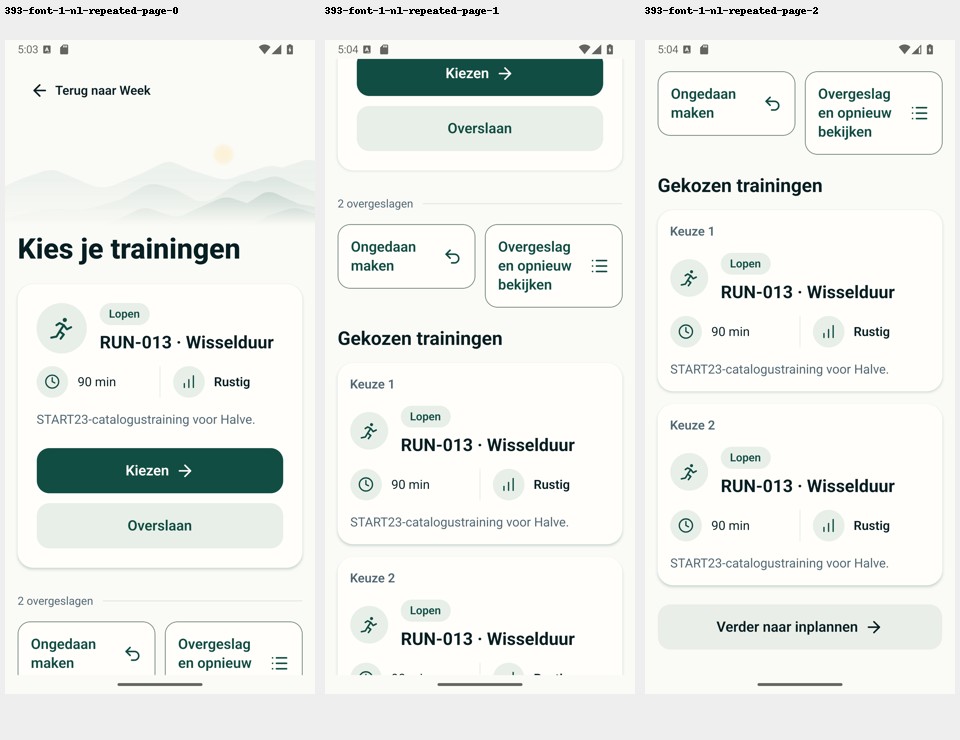 393-font-1-nl-repeated-page-0
5:03
Terug naar Week
Kies je trainingen
Lopen
RUN-013 · Wisselduur
90 min
Rustig
START23-catalogustraining voor Halve.
Kiezen
Overslaan
2 overgeslagen
Ongedaan
maken
Overgeslag
en opnieuw
393-font-1-nl-repeated-page-1
5:04
Kiezen
Overslaan
2 overgeslagen
Ongedaan
maken
Overgeslag
en opnieuw
bekijken
Gekozen trainingen
Keuze 1
Lopen
RUN-013 · Wisselduur
90 min
Rustig
START23-catalogustraining voor Halve.
Keuze 2
Lopen
RUN-013 · Wisselduur
393-font-1-nl-repeated-page-2
5:04
Ongedaan
maken
Overgeslag
en opnieuw
bekijken
Gekozen trainingen
Keuze 1
Lopen
RUN-013 · Wisselduur
90 min
Rustig
START23-catalogustraining voor Halve.
Keuze 2
Lopen
RUN-013 · Wisselduur
90 min
Rustig
START23-catalogustraining voor Halve.
Verder naar inplannen